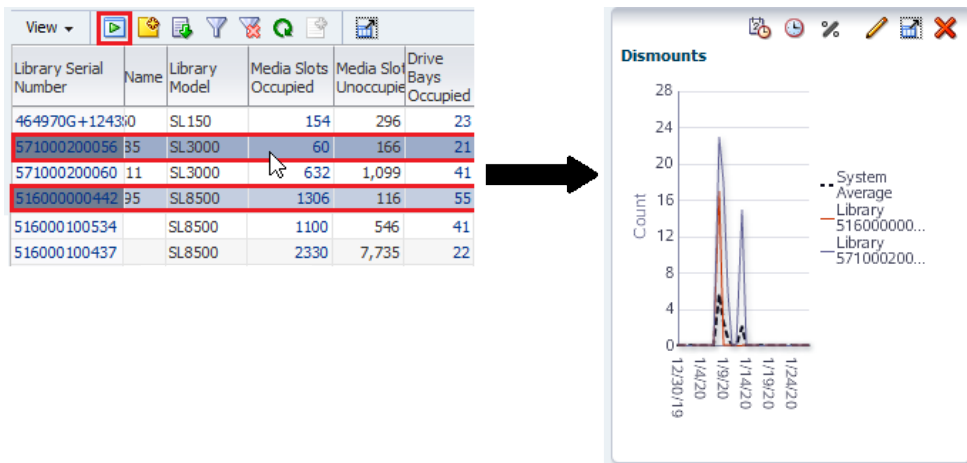 View
Library Serial Number Name Library Model Media Slots Occupied Media Slot Unoccupie Drive Bays Occupied
464970G+1243 50 SL150 154 296 23
571000200056 35 SL3000 60 166 21
571000200060 11 SL3000 632 1,099 41
516000000442 95 SL8500 1306 116 55
516000100534 SL8500 1100 546 41
516000100437 SL8500 2330 7,735 22
Dismounts
28
24
20
16
12
8
4
0
Count
12/30/19
1/4/20
1/9/20
1/14/20
1/19/20
1/24/20
System
Average
Library
516000000...
Library
571000200...